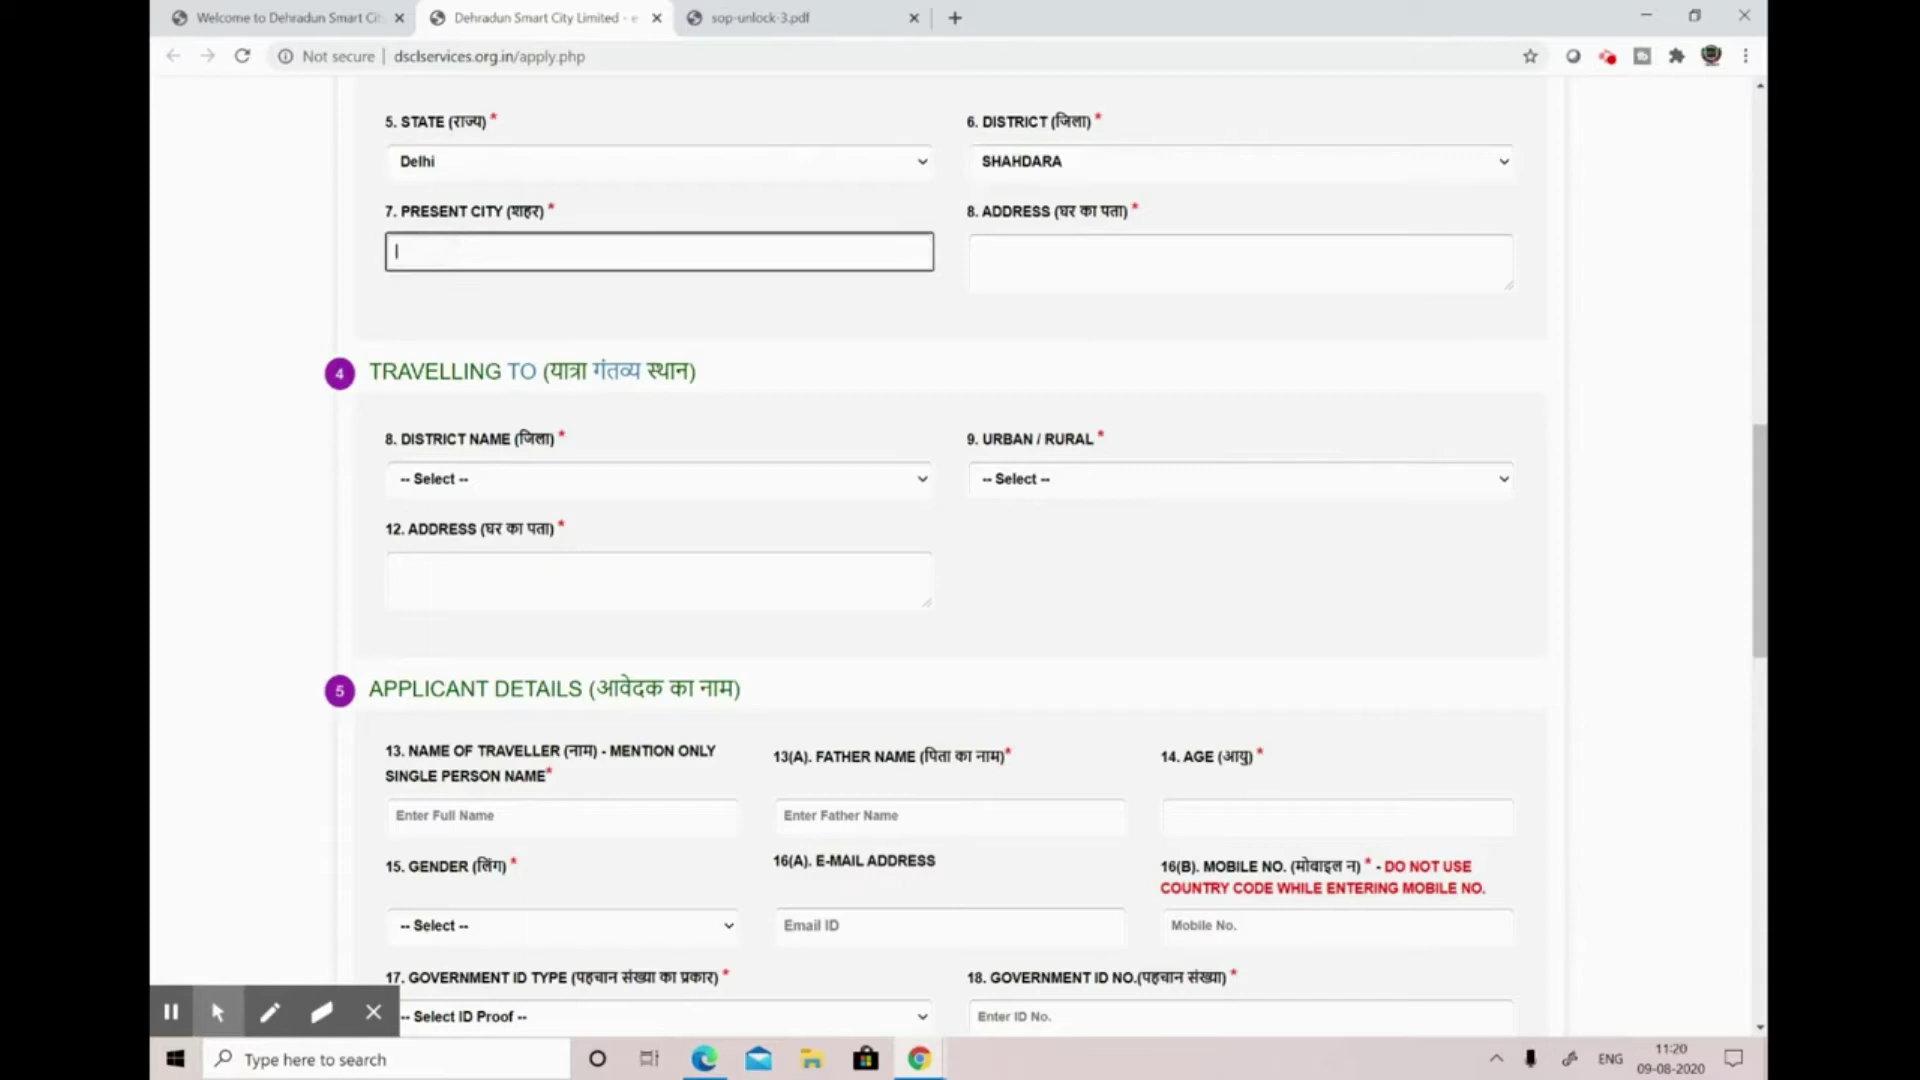 Welcome to Dehradun Smart Ci
Dehradun Smart City Limited - e
sop-unlock-3.pdf
Not secure | dsclservices.org.in/apply.php
5. STATE (राज्य) *
6. DISTRICT (जिला) *
Delhi
SHAHDARA
7. PRESENT CITY (शहर) *
8. ADDRESS (घर का पता) *
4 TRAVELLING TO (यात्रा गंतव्य स्थान)
8. DISTRICT NAME (जिला) *
9. URBAN / RURAL *
-- Select --
-- Select --
12. ADDRESS (घर का पता) *
5 APPLICANT DETAILS (आवेदक का नाम)
13. NAME OF TRAVELLER (नाम) - MENTION ONLY
SINGLE PERSON NAME*
13(A). FATHER NAME (पिता का नाम)*
14. AGE (आयु) *
Enter Full Name
Enter Father Name
15. GENDER (लिंग) *
16(A). E-MAIL ADDRESS
16(B). MOBILE NO. (मोबाइल न) * - DO NOT USE
COUNTRY CODE WHILE ENTERING MOBILE NO.
-- Select --
Email ID
Mobile No.
17. GOVERNMENT ID TYPE (पहचान संख्या का प्रकार) *
18. GOVERNMENT ID NO.(पहचान संख्या) *
-- Select ID Proof --
Enter ID No.
Type here to search
ENG
11:20
09-08-2020